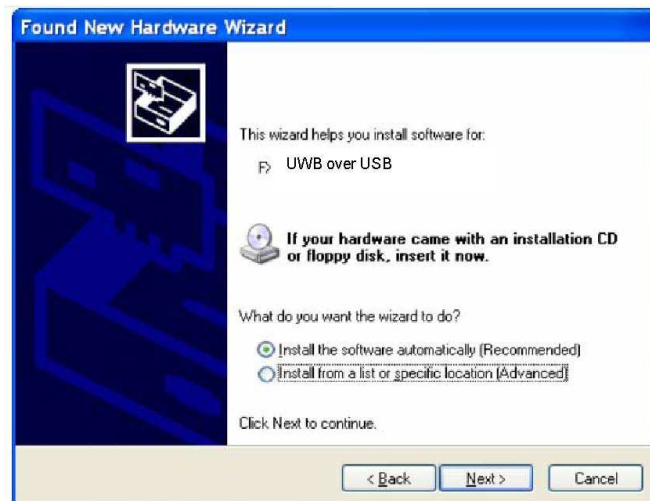 Found New Hardware Wizard
This wizard helps you install software for:
UWB over USB
If your hardware came with an installation CD
or floppy disk, insert it now.
What do you want the wizard to do?
Install the software automatically (Recommended)
Install from a list or specific location (Advanced)
Click Next to continue.
< Back
Next >
Cancel